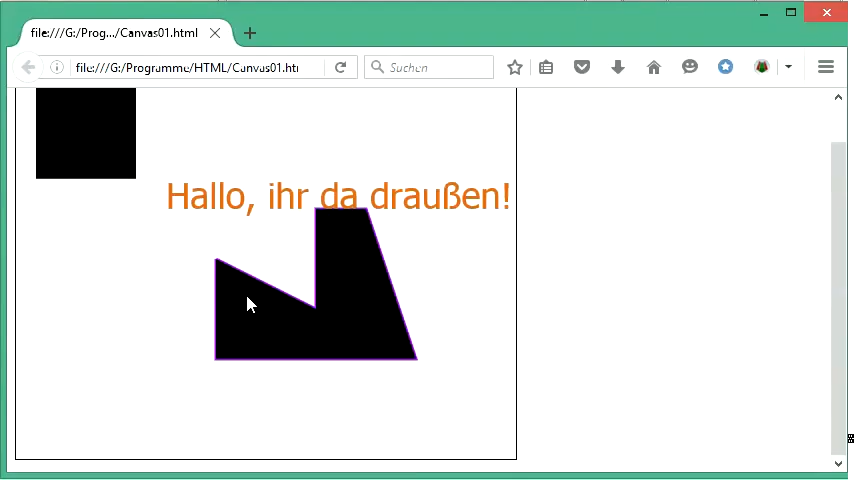 file:///G:/Prog.../Canvas01.html
file:///G:/Programme/HTML/Canvas01.htı
Suchen
Hallo, ihr da draußen!